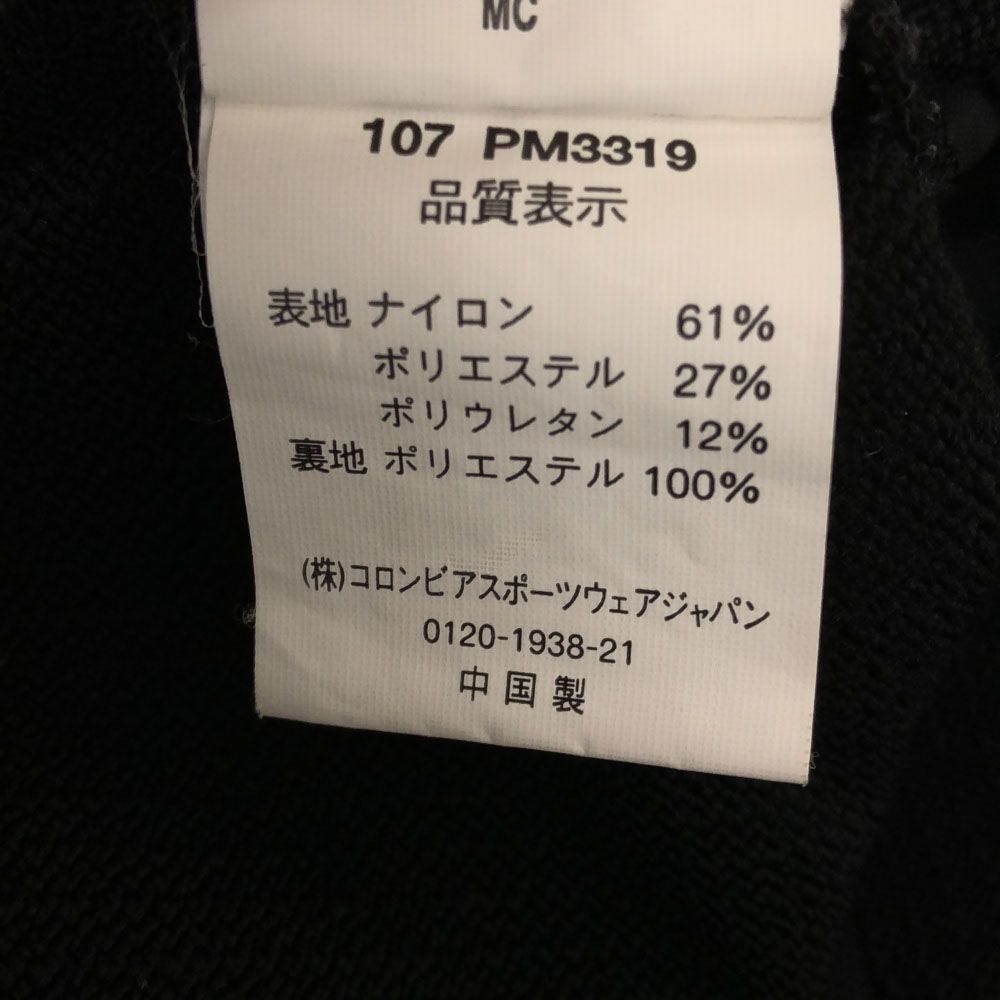 MC
107 PM3319
品質表示
表地 ナイロン 61%
ポリエステル 27%
ポリウレタン 12%
裏地 ポリエステル 100%
(株)コロンビアスポーツウェアジャパン
0120-1938-21
中国製